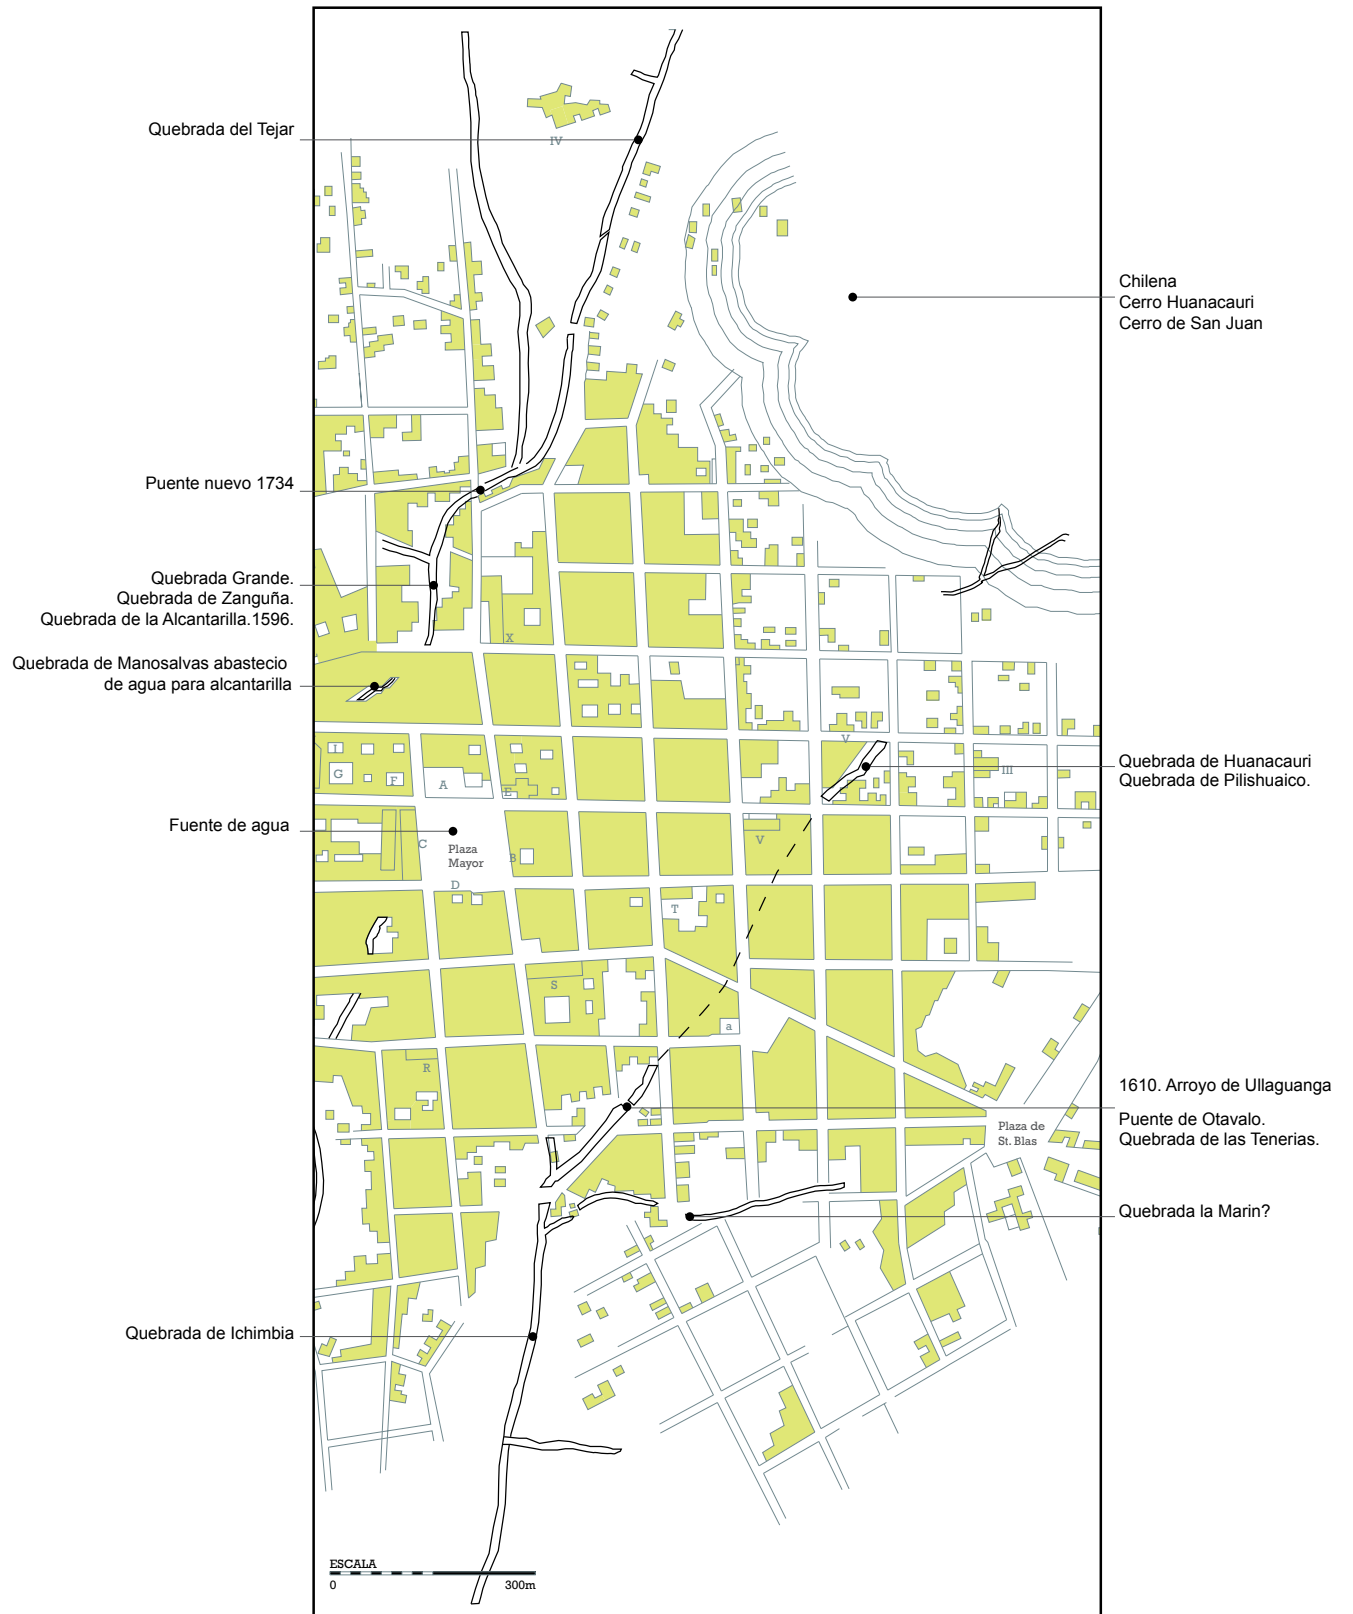 Quebrada del Tejar
IV
Chilena
Cerro Huanacauri
Cerro de San Juan
Puente nuevo 1734
Quebrada Grande.
Quebrada de Zanguña.
Quebrada de la Alcantarilla.1596.
X
Quebrada de Manosalvas abastecio
de agua para alcantarilla
V
I
G
F
A
E
III
Quebrada de Huanacauri
Quebrada de Pilishuaico.
Fuente de agua
C
Plaza
Mayor
B
V
D
T
S
a
R
1610. Arroyo de Ullaguanga
Puente de Otavalo.
Quebrada de las Tenerias.
Plaza de
St. Blas
Quebrada la Marin?
Quebrada de Ichimbia
ESCALA
0 300m